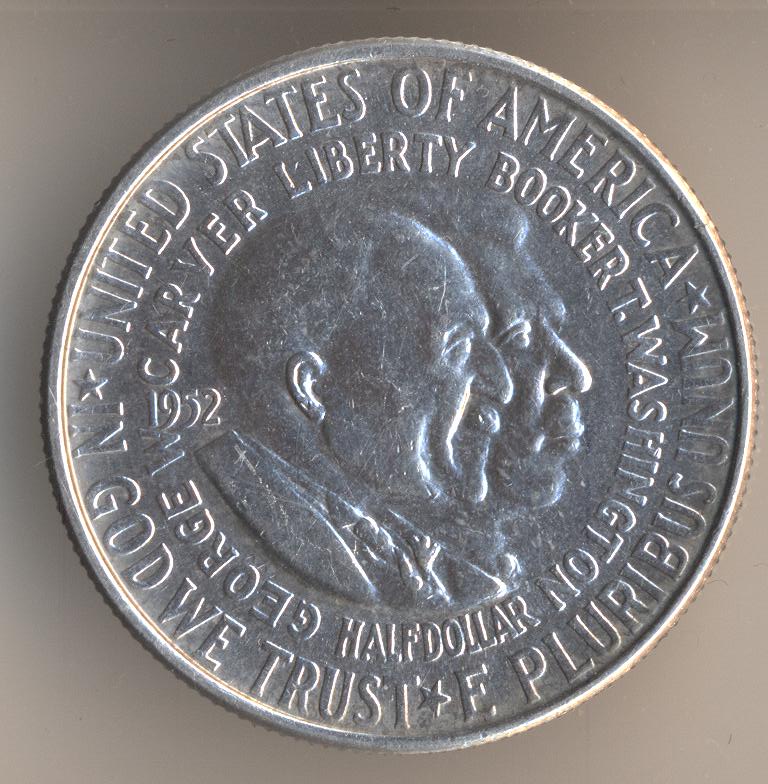 ★ UNITED STATES OF AMERICA ★
E PLURIBUS UNUM
★ IN GOD WE TRUST ★
GEORGE W CARVER
LIBERTY
BOOKER T. WASHINGTON
1952
HALF DOLLAR